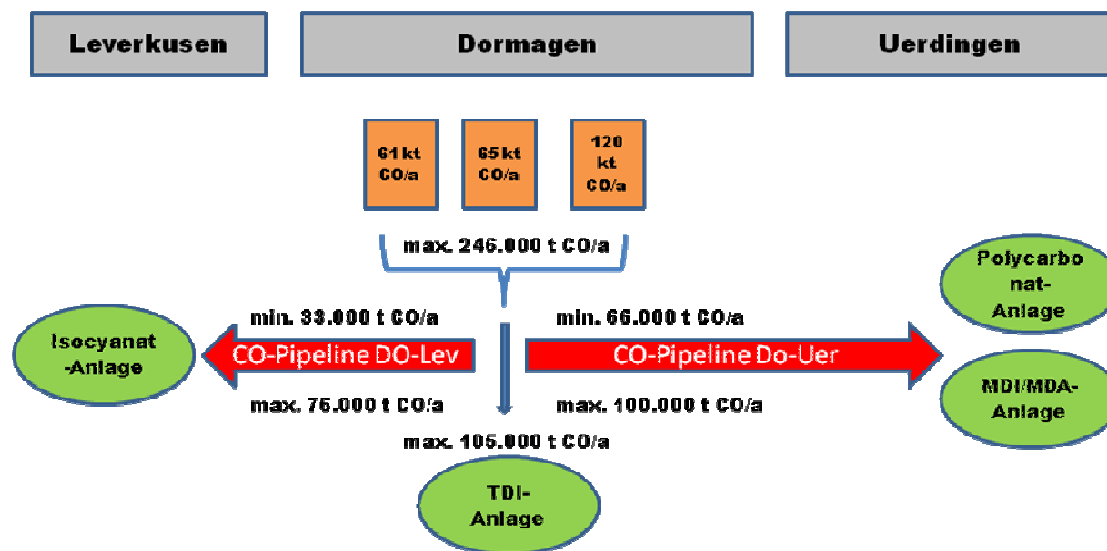 Leverkusen
Dormagen
Uerdingen
61 kt
CO/a
65 kt
CO/a
120
kt
CO/a
max. 246.000 t CO/a
min. 33.000 t CO/a
min. 66.000 t CO/a
Isocyanat
-Anlage
CO-Pipeline DO-Lev
CO-Pipeline Do-Uer
Polycarbo
nat-
Anlage
MDI/MDA-
Anlage
max. 75.000 t CO/a
max. 100.000 t CO/a
max. 105.000 t CO/a
TDI-
Anlage